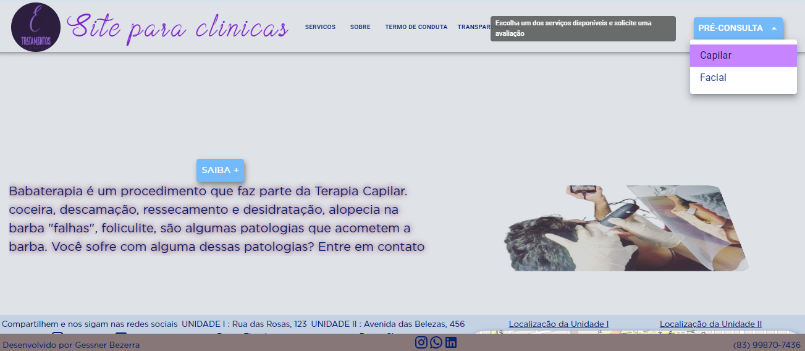 E
TRATAMENTOS
Site para clinicas
SERVICOS
SOBRE
TERMO DE CONDUTA
TRANSPAR
Escolha um dos serviços disponíveis e solicite uma
avaliação
PRÉ-CONSULTA
Capilar
Facial
SAIBA +
Babaterapia é um procedimento que faz parte da Terapia Capilar.
coceira, descamação, ressecamento e desidratação, alopecia na
barba "falhas", foliculite, são algumas patologias que acometem a
barba. Você sofre com alguma dessas patologias? Entre em contato
Compartilhem e nos sigam nas redes sociais
UNIDADE I : Rua das Rosas, 123
UNIDADE II : Avenida das Belezas, 456
Localização da Unidade I
Localização da Unidade II
Desenvolvido por Gessner Bezerra
(83) 99870-7436